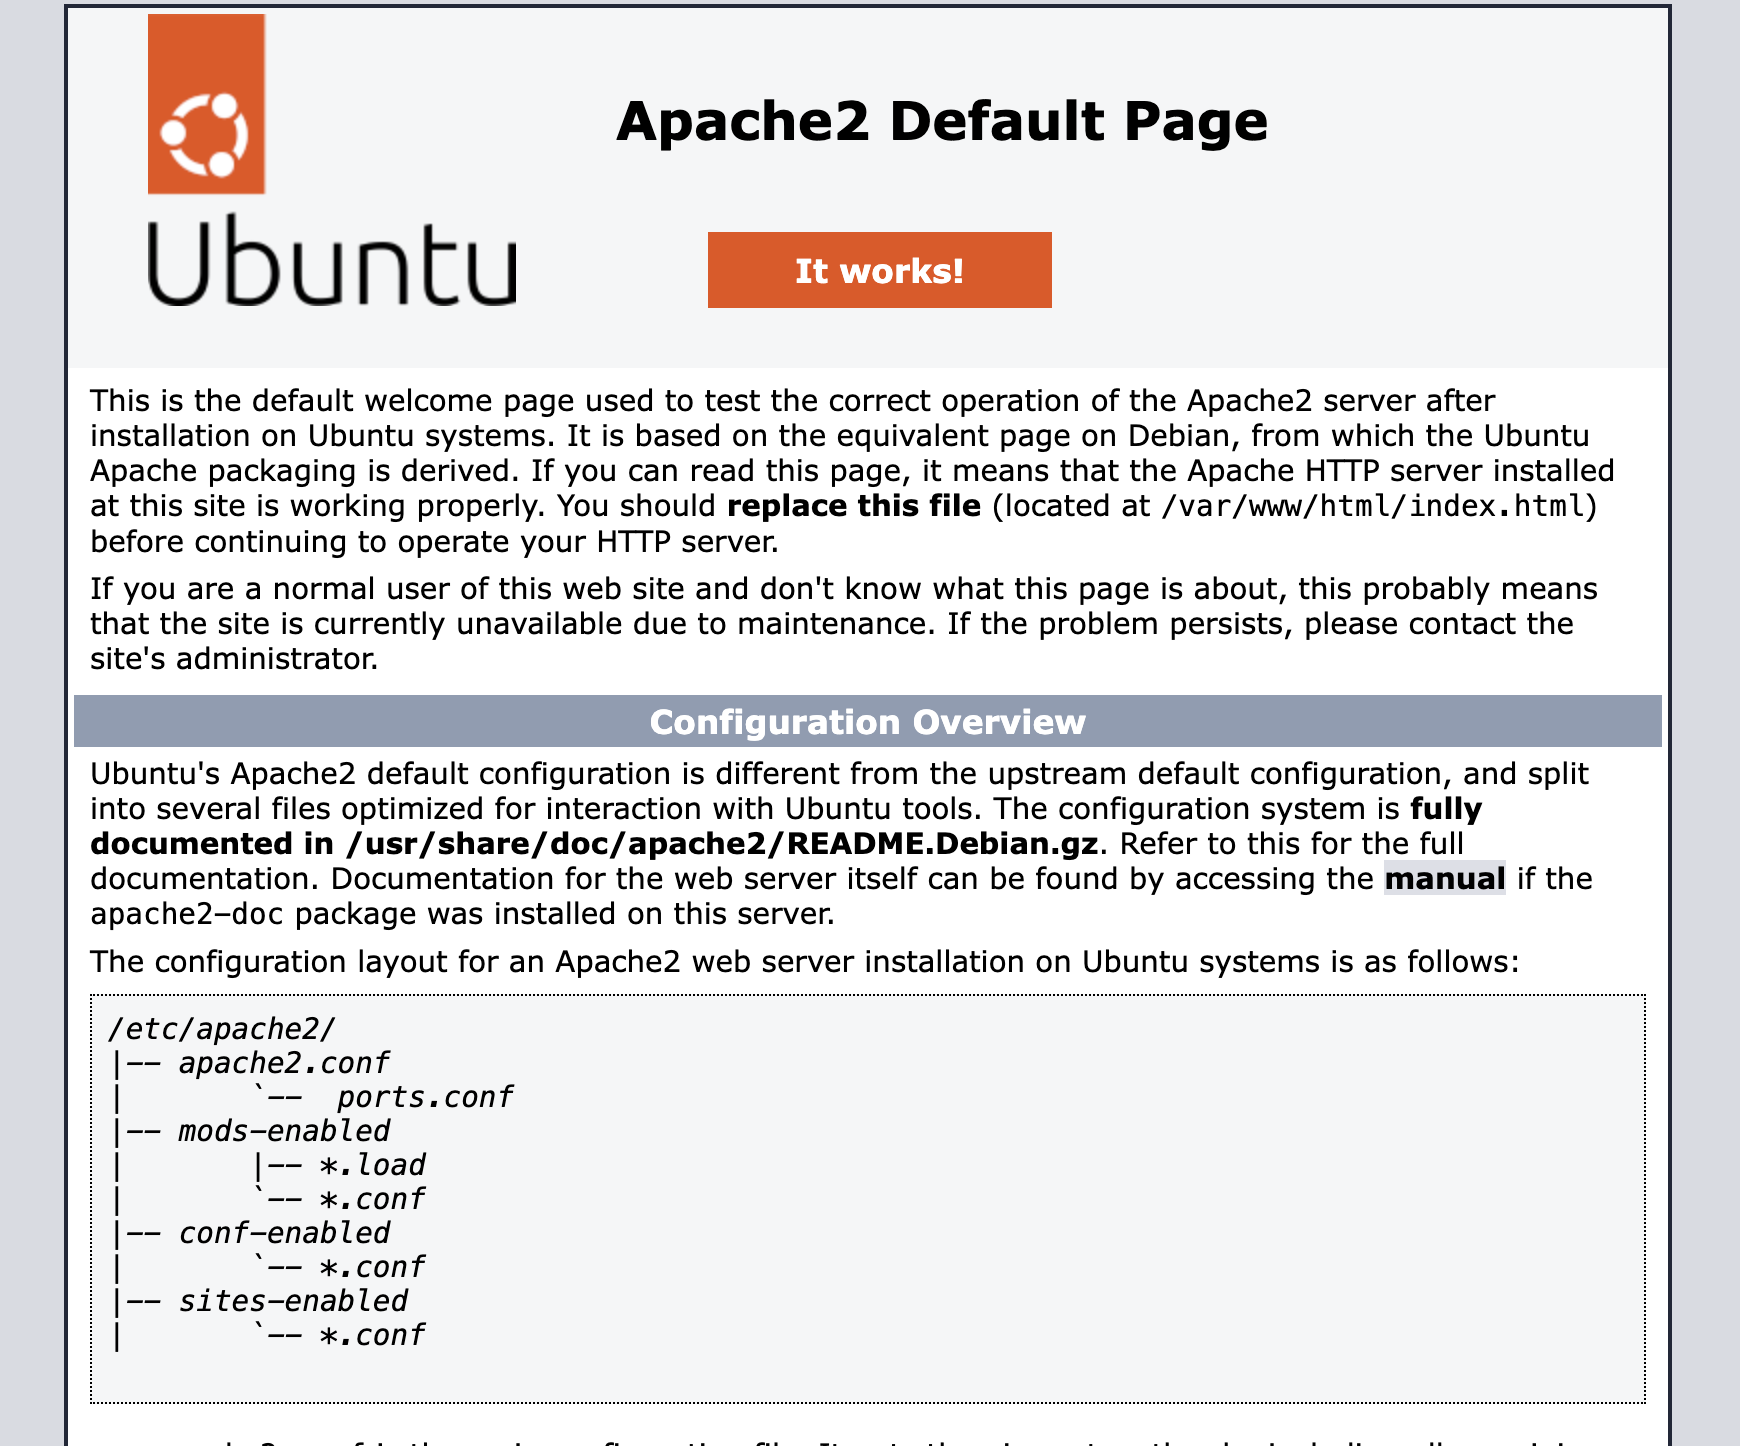 Ubuntu
Apache2 Default Page
It works!
This is the default welcome page used to test the correct operation of the Apache2 server after
installation on Ubuntu systems. It is based on the equivalent page on Debian, from which the Ubuntu
Apache packaging is derived. If you can read this page, it means that the Apache HTTP server installed
at this site is working properly. You should replace this file (located at /var/www/html/index.html)
before continuing to operate your HTTP server.
If you are a normal user of this web site and don't know what this page is about, this probably means
that the site is currently unavailable due to maintenance. If the problem persists, please contact the
site's administrator.
Configuration Overview
Ubuntu's Apache2 default configuration is different from the upstream default configuration, and split
into several files optimized for interaction with Ubuntu tools. The configuration system is fully
documented in /usr/share/doc/apache2/README.Debian.gz. Refer to this for the full
documentation. Documentation for the web server itself can be found by accessing the manual if the
apache2-doc package was installed on this server.
The configuration layout for an Apache2 web server installation on Ubuntu systems is as follows:
/etc/apache2/
|-- apache2.conf
|       `--  ports.conf
|-- mods-enabled
|       |-- *.load
|       `-- *.conf
|-- conf-enabled
|       `-- *.conf
|-- sites-enabled
|       `-- *.conf